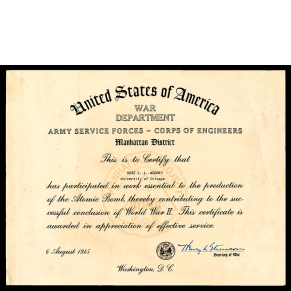 United States of America
WAR
DEPARTMENT
ARMY SERVICE FORCES - CORPS OF ENGINEERS
Manhattan District
This is to Certify that
University of Chicago
has participated in work essential to the production
of the Atomic Bomb, thereby contributing to the suc-
cessful conclusion of World War II. This certificate is
awarded in appreciation of effective service.
6 August 1945
Henry L. Stimson
Secretary of War
Washington, D. C.